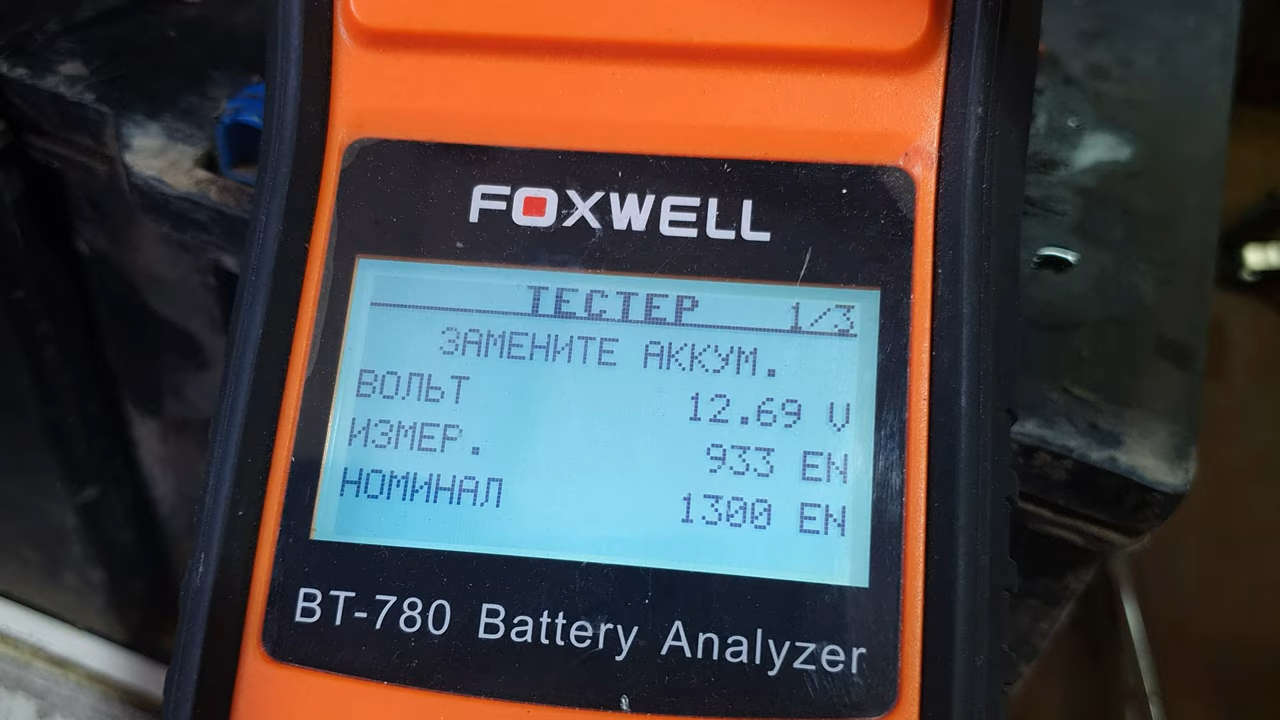 FOXWELL
ТЕСТЕР 1/3
ЗАМЕНИТЕ АККУМ.
ВОЛЬТ 12.69 V
ИЗМЕР. 933 EN
НОМИНАЛ 1300 EN
BT-780 Battery Analyzer